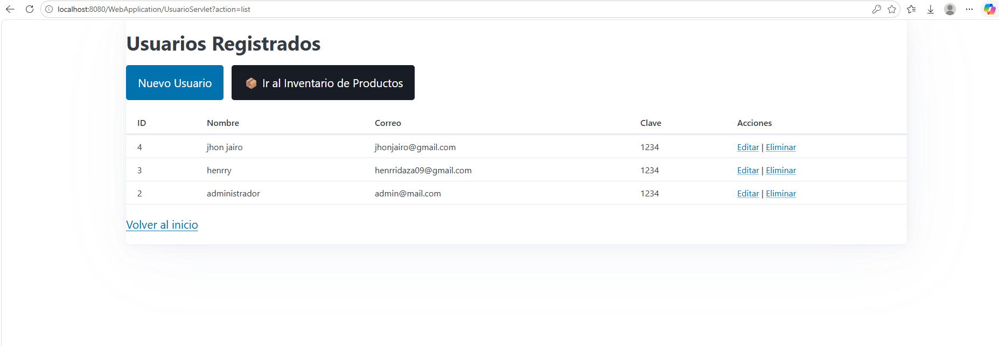 localhost:8080/WebApplication/UsuarioServlet?action=list
Usuarios Registrados
Nuevo Usuario
📦 Ir al Inventario de Productos
ID Nombre Correo Clave Acciones
4 jhon jairo jhonjairo@gmail.com 1234 Editar | Eliminar
3 henrry henrridaza09@gmail.com 1234 Editar | Eliminar
2 administrador admin@mail.com 1234 Editar | Eliminar
Volver al inicio